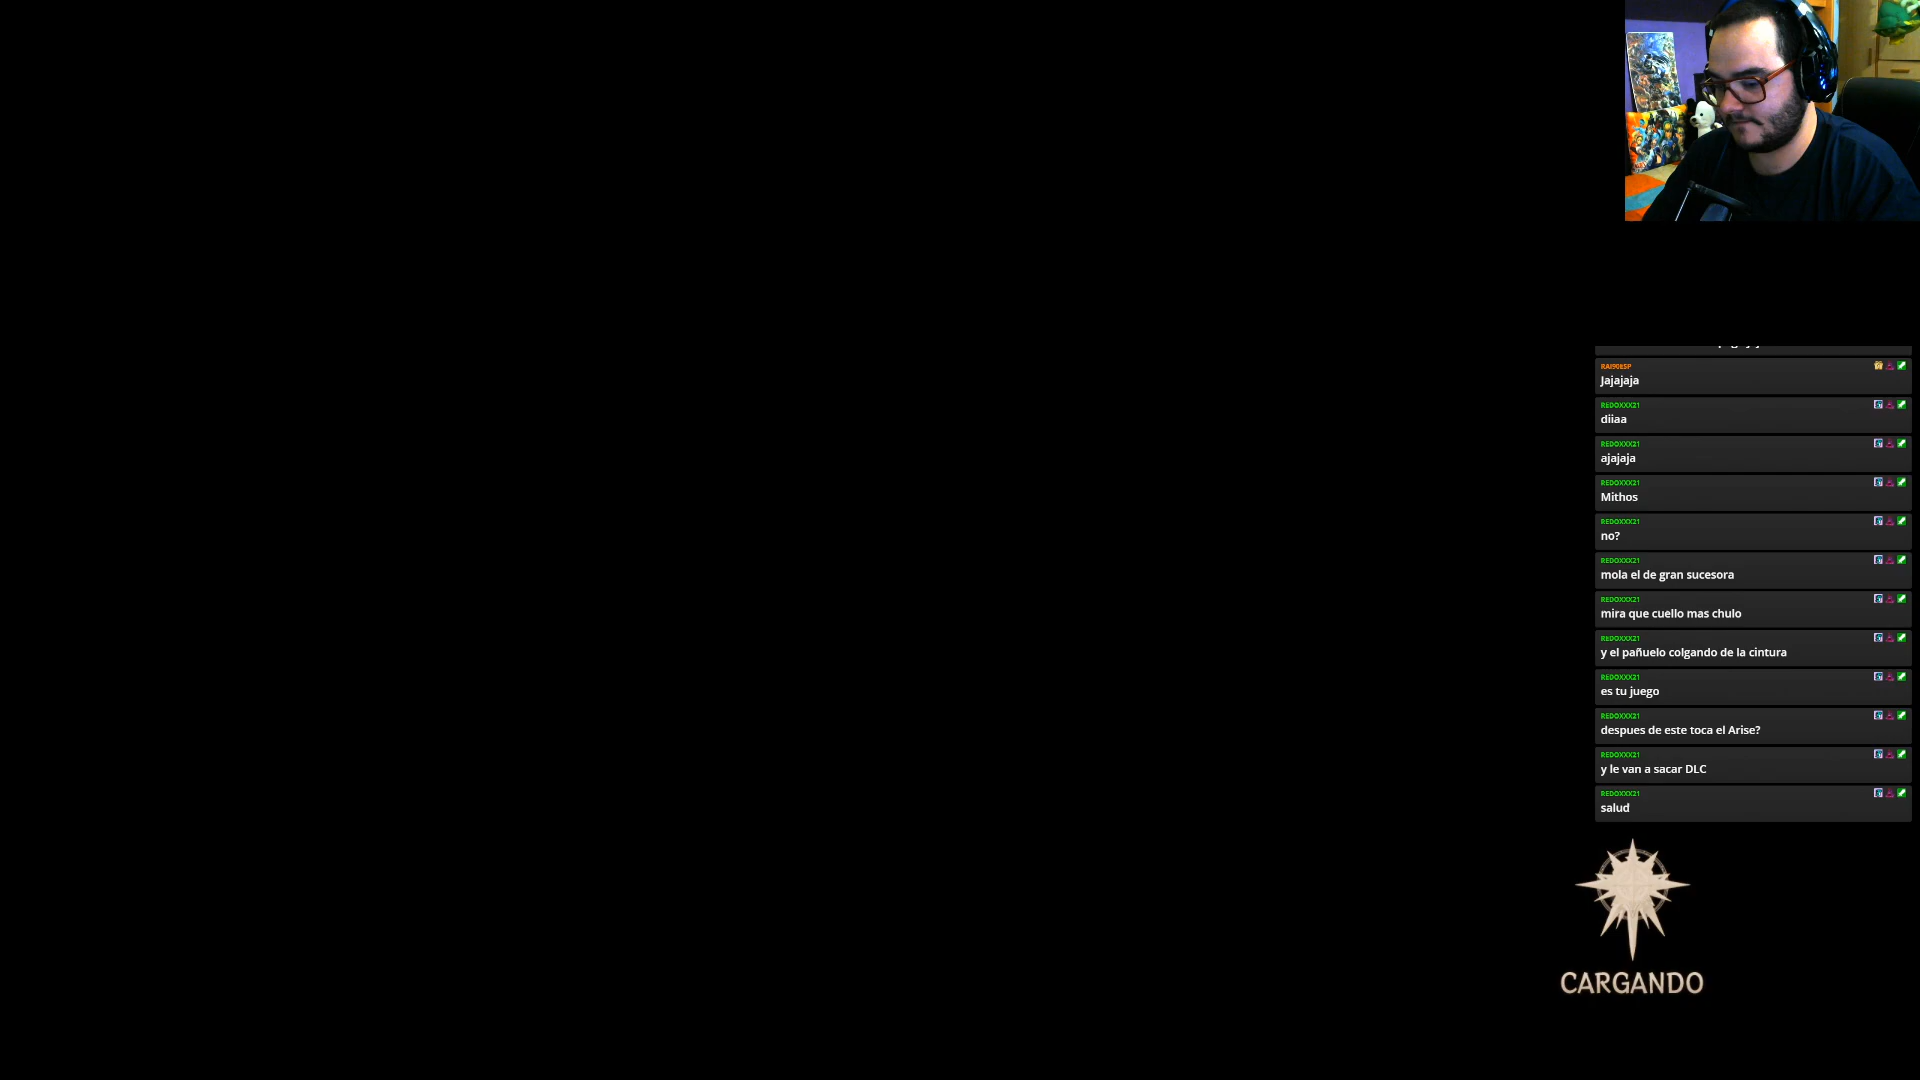 RAI90ESP
Jajajaja
REDOXXX21
diiaa
REDOXXX21
ajajaja
REDOXXX21
Mithos
REDOXXX21
no?
REDOXXX21
mola el de gran sucesora
REDOXXX21
mira que cuello mas chulo
REDOXXX21
y el pañuelo colgando de la cintura
REDOXXX21
es tu juego
REDOXXX21
despues de este toca el Arise?
REDOXXX21
y le van a sacar DLC
REDOXXX21
salud
CARGANDO